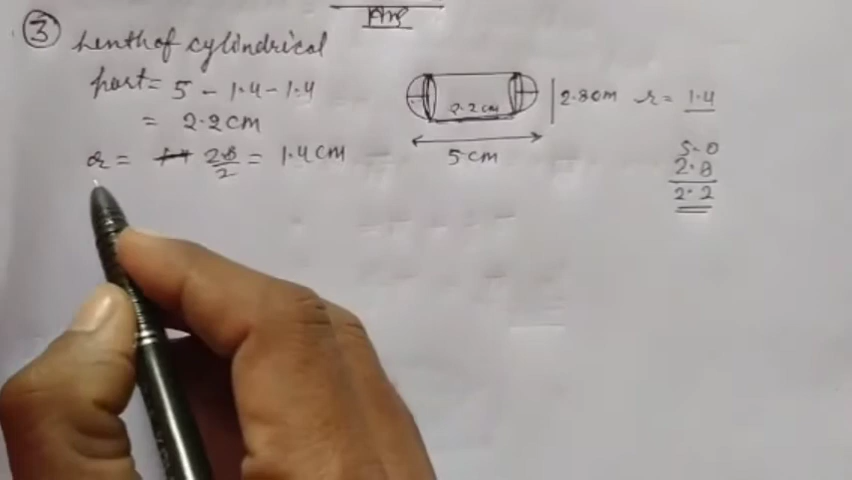 Ans
③ Lenth of cylindrical
part = 5 - 1.4 - 1.4
= 2.2 cm
r = 2.8/2 = 1.4 cm
2.2 cm
5 cm
2.8 cm r = 1.4
5.0
2.8
2.2